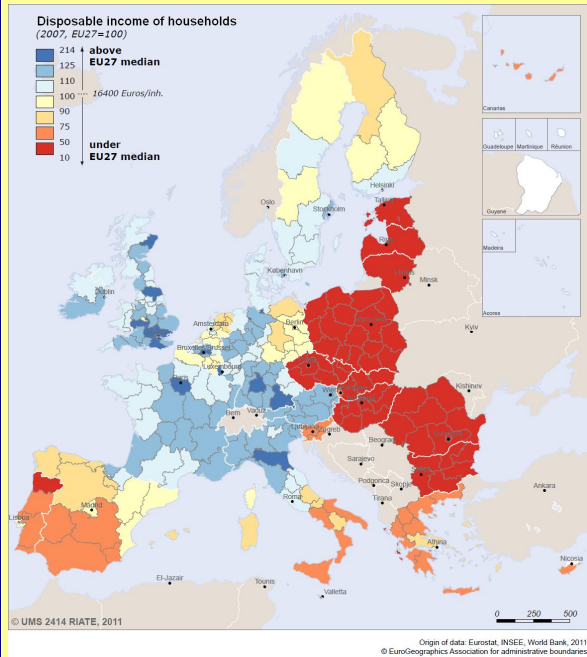 Disposable income of households
(2007, EU27=100)
214
above
EU27 median
125
110
100
16400 Euros/inh.
90
75
50
under
10
EU27 median
Canarias
Guadeloupe
Martinique
Réunion
Guyane
Madeira
Acores
Helsinki
Oslo
Stockholm
Tallinn
Riga
København
Vilnius
Minsk
Dublin
Amsterdam
Berlin
Kyiv
Bruxelles/Brussel
Luxembourg
Paris
Kishinev
Bern
Vaduz
Wien
Ljubljana
Zagreb
Beograd
Sarajevo
Podgorica
Skopje
Tirana
Roma
Ankara
Madrid
Lisboa
Athina
Nicosia
El-Jazair
Tounis
Valletta
0
250
500
© UMS 2414 RIATE, 2011
Origin of data: Eurostat, INSEE, World Bank, 2011
© EuroGeographics Association for administrative boundaries